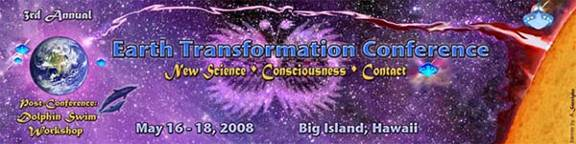 3rd Annual
Earth Transformation Conference
New Science • Consciousness • Contact
Post-Conference:
Dolphin Swim
Workshop
May 16 - 18, 2008 Big Island, Hawaii